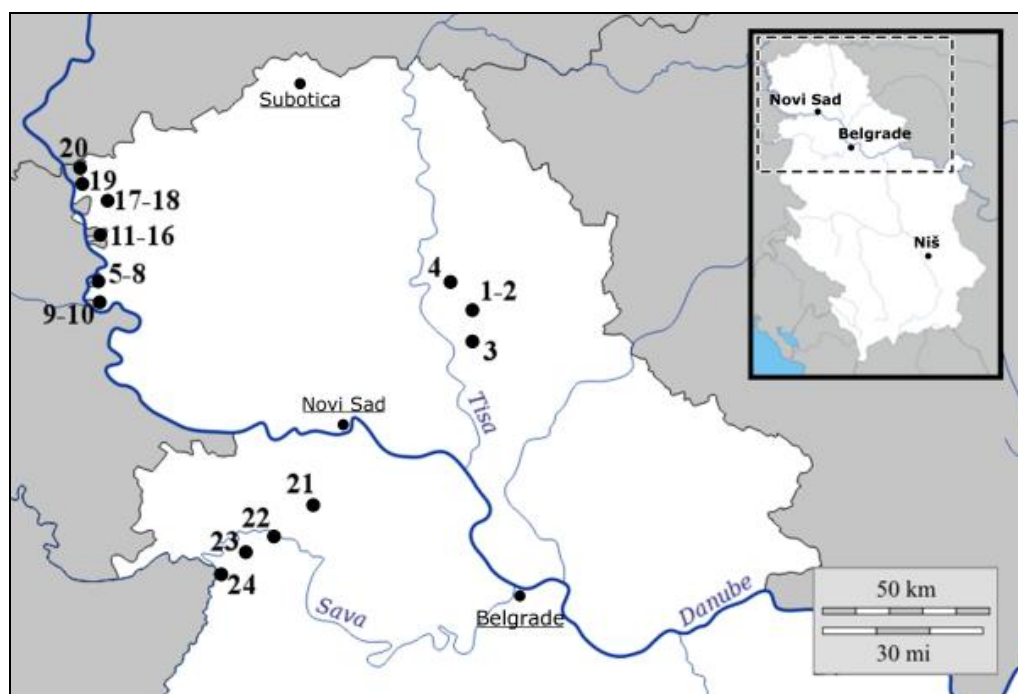 Subotica
20
19
17-18
11-16
5-8
9-10
4
1-2
3
Novi Sad
Tisa
21
22
23
24
Sava
Belgrade
Danube
Novi Sad
Belgrade
Niš
50 km
30 mi